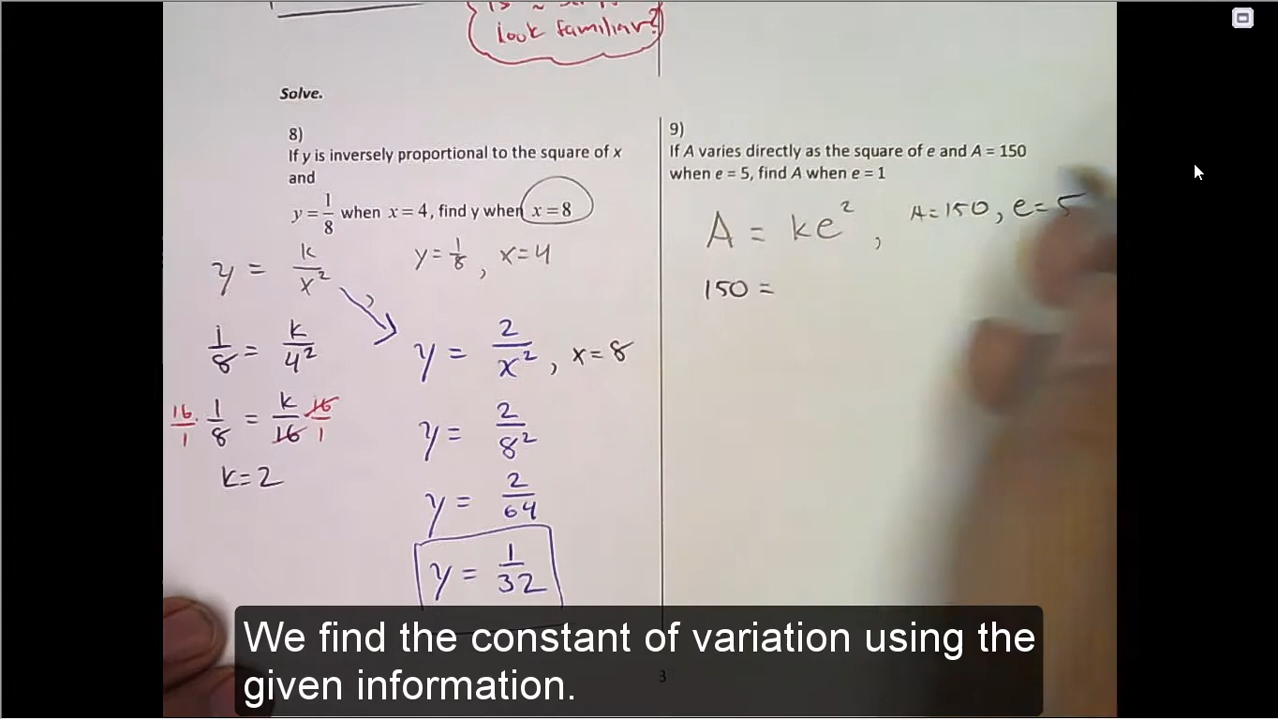 look familiar?
Solve.
8)
If y is inversely proportional to the square of x
and
y = 1/8 when x = 4, find y when x = 8
y = k/x² , y = 1/8 , x = 4
1/8 = k/4²
16/1 · 1/8 = k/16 16/1
k = 2
y = 2/x² , x = 8
y = 2/8²
y = 2/64
y = 1/32
9)
If A varies directly as the square of e and A = 150
when e = 5, find A when e = 1
A = ke² , A = 150, e = 5
150 =
3
We find the constant of variation using the
given information.